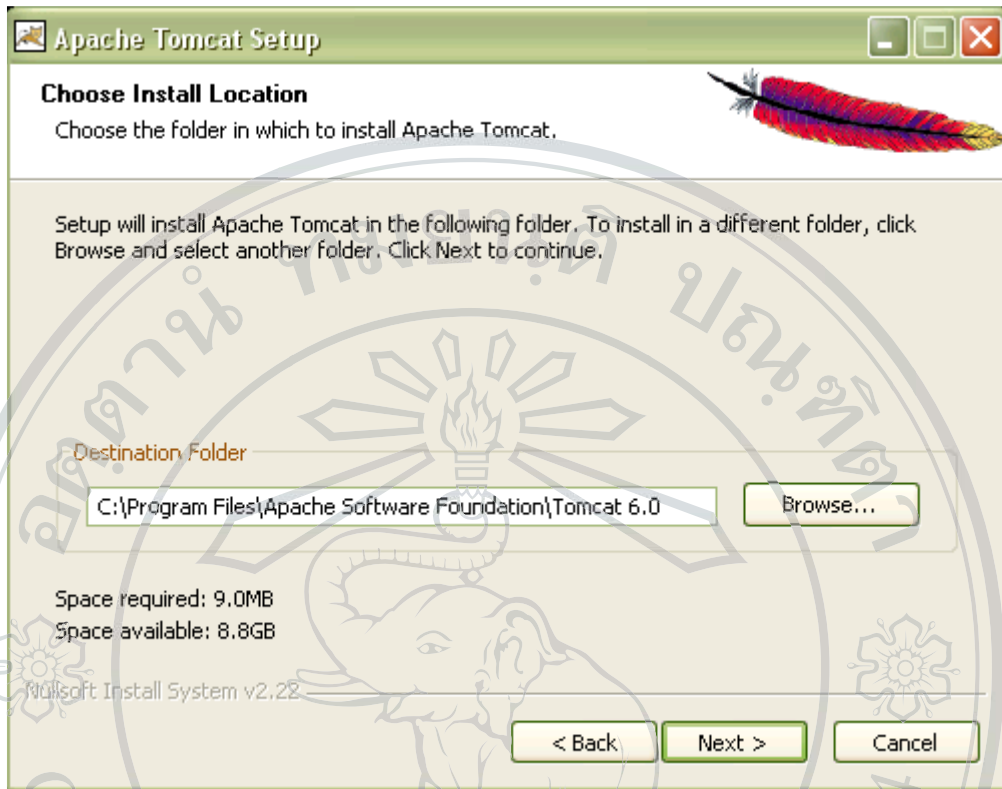 Apache Tomcat Setup
Choose Install Location
Choose the folder in which to install Apache Tomcat.
Setup will install Apache Tomcat in the following folder. To install in a different folder, click
Browse and select another folder. Click Next to continue.
Destination Folder
C:\Program Files\Apache Software Foundation\Tomcat 6.0
Browse...
Space required: 9.0MB
Space available: 8.8GB
Nullsoft Install System v2.22
< Back
Next >
Cancel